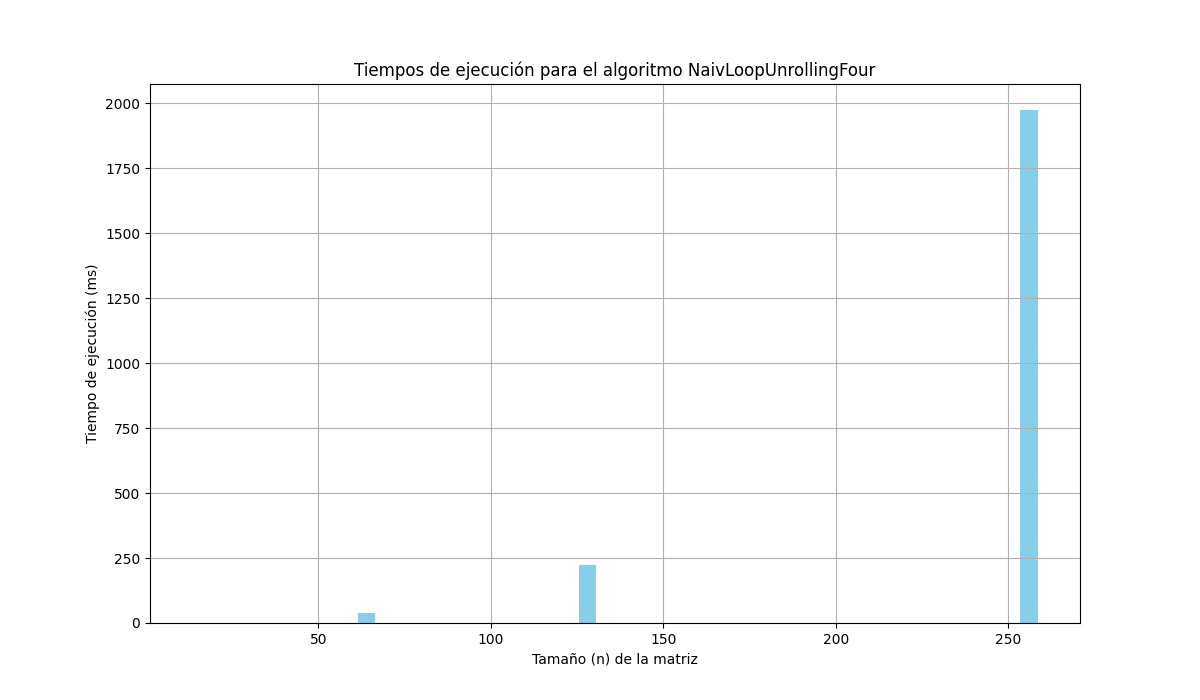 Tiempos de ejecución para el algoritmo NaivLoopUnrollingFour
2000
1750
1500
1250
1000
750
500
250
0
Tiempo de ejecución (ms)
50 100 150 200 250
Tamaño (n) de la matriz